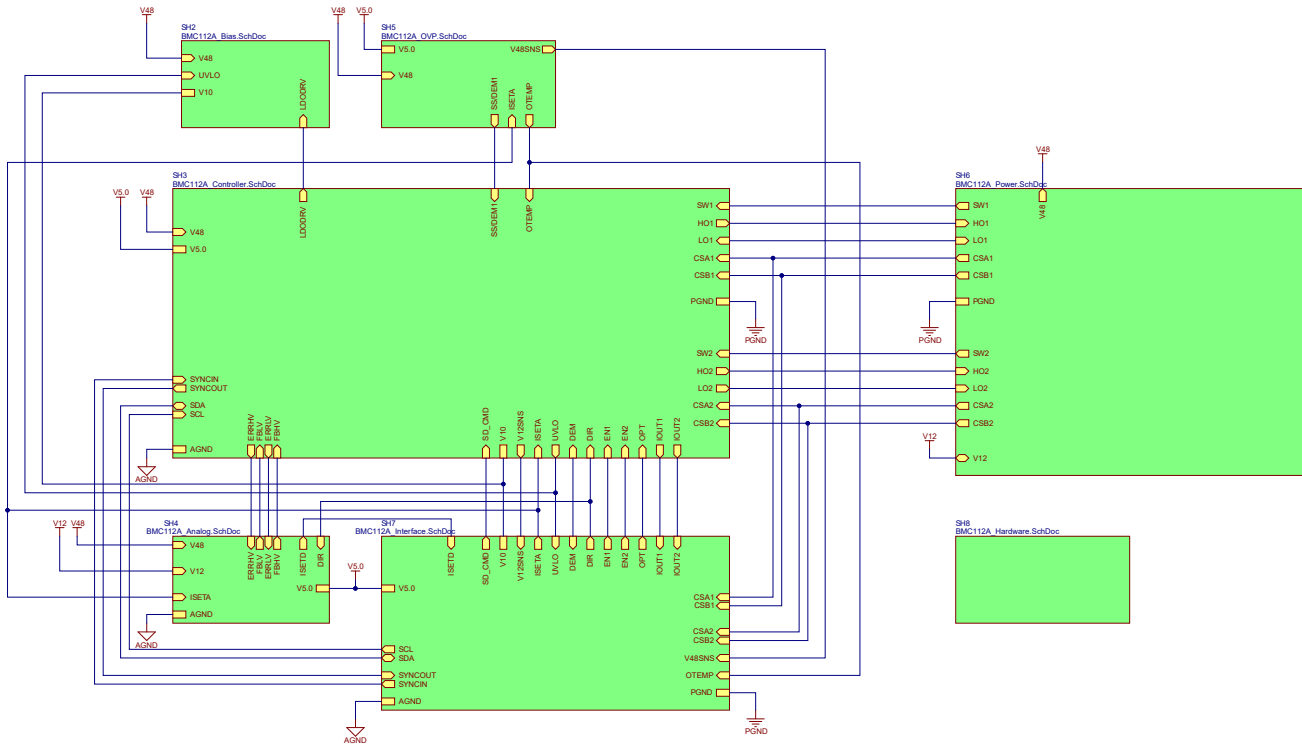 V48
SH2
BMC112A_Bias.SchDoc
V48
UVLO
V10
LDODRV
V48
V5.0
SH5
BMC112A_OVP.SchDoc
V5.0
V48
V48SNS
SS/DEM1
ISETA
OTEMP
V5.0
V48
SH3
BMC112A_Controller.SchDoc
V48
V5.0
LDODRV
SS/DEM1
OTEMP
SW1
HO1
LO1
CSA1
CSB1
PGND
PGND
SW2
HO2
LO2
CSA2
CSB2
SYNCIN
SYNCOUT
SDA
SCL
AGND
AGND
ERRHV
FBLV
ERRLV
FBHV
SD_CMD
V10
V12SNS
ISETA
UVLO
DEM
DIR
EN1
EN2
OPT
IOUT1
IOUT2
V48
SH6
BMC112A_Power.SchDoc
V48
SW1
HO1
LO1
CSA1
CSB1
PGND
PGND
SW2
HO2
LO2
CSA2
CSB2
V12
V12
V12
V48
SH4
BMC112A_Analog.SchDoc
V48
V12
ISETA
AGND
AGND
ERRHV
FBLV
ERRLV
FBHV
ISETD
DIR
V5.0
V5.0
SH7
BMC112A_Interface.SchDoc
V5.0
ISETD
SD_CMD
V10
V12SNS
ISETA
UVLO
DEM
DIR
EN1
EN2
OPT
IOUT1
IOUT2
CSA1
CSB1
CSA2
CSB2
V48SNS
OTEMP
PGND
PGND
SCL
SDA
SYNCOUT
SYNCIN
AGND
AGND
SH8
BMC112A_Hardware.SchDoc